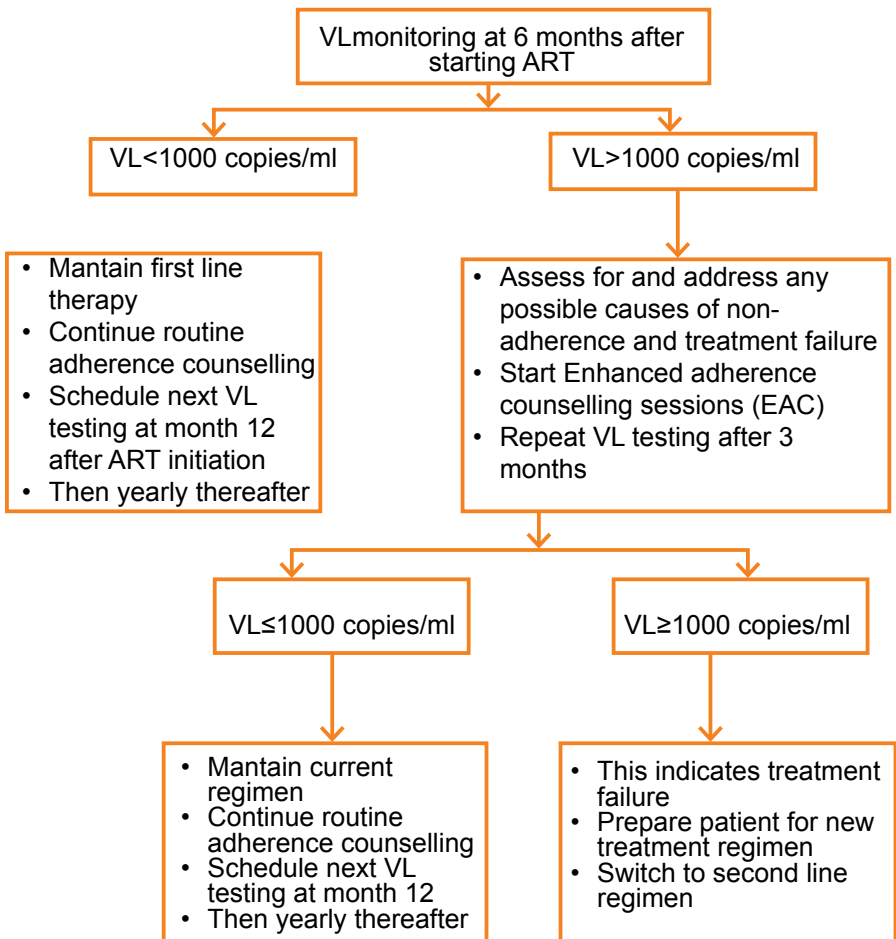 VLmonitoring at 6 months after
starting ART
VL<1000 copies/ml
VL>1000 copies/ml
• Mantain first line
therapy
• Continue routine
adherence counselling
• Schedule next VL
testing at month 12
after ART initiation
• Then yearly thereafter
• Assess for and address any
possible causes of non-
adherence and treatment failure
• Start Enhanced adherence
counselling sessions (EAC)
• Repeat VL testing after 3
months
VL≤1000 copies/ml
VL≥1000 copies/ml
• Mantain current
regimen
• Continue routine
adherence counselling
• Schedule next VL
testing at month 12
• Then yearly thereafter
• This indicates treatment
failure
• Prepare patient for new
treatment regimen
• Switch to second line
regimen